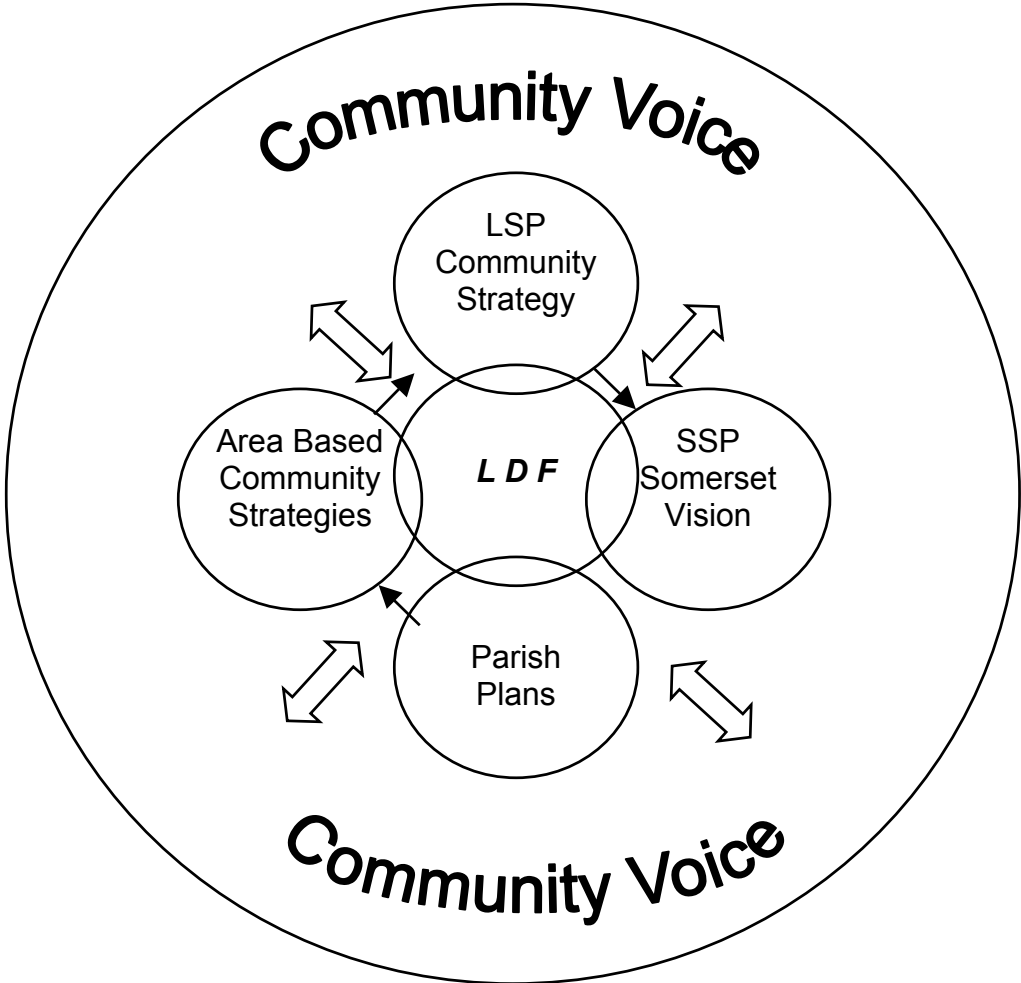 Community Voice
LSP
Community
Strategy
Area Based
Community
Strategies
L D F
SSP
Somerset
Vision
Parish
Plans
Community Voice